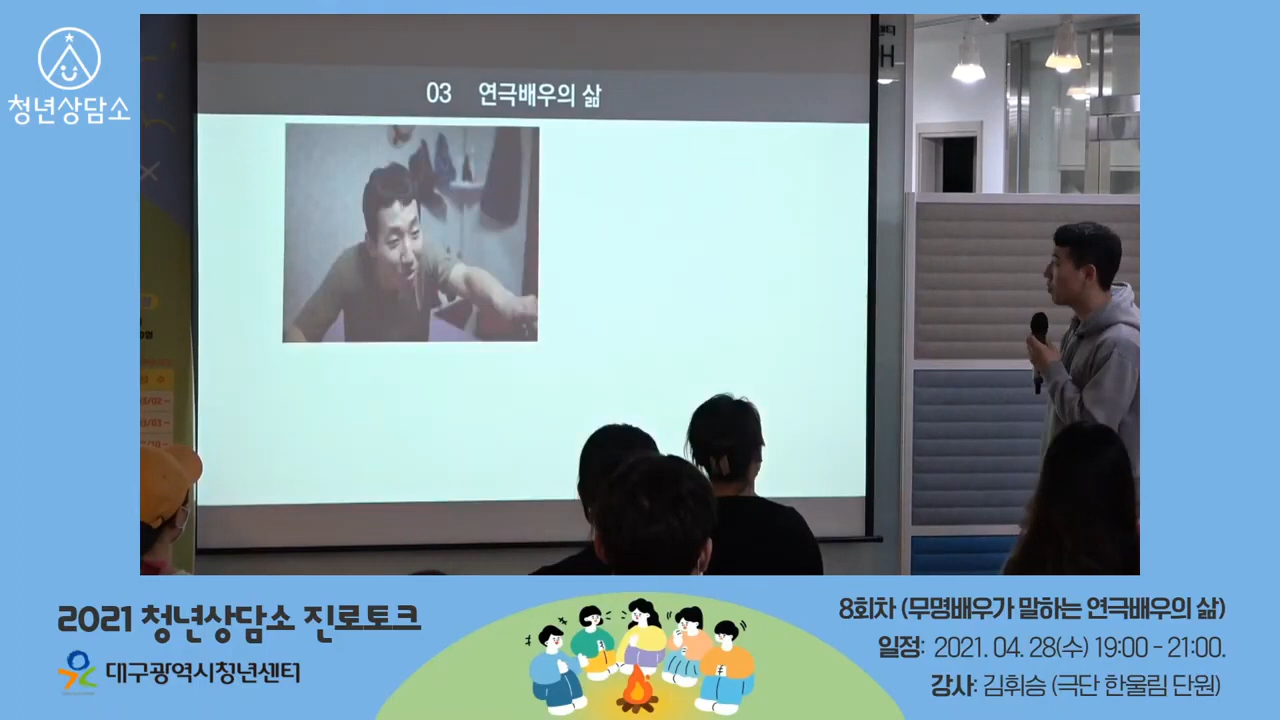 청년상담소
03 연극배우의 삶
센터
H
2021 청년상담소 진로토크
대구광역시청년센터
8회차 (무명배우가 말하는 연극배우의 삶)
일정: 2021. 04. 28(수) 19:00 - 21:00.
강사: 김휘승 (극단 한울림 단원)